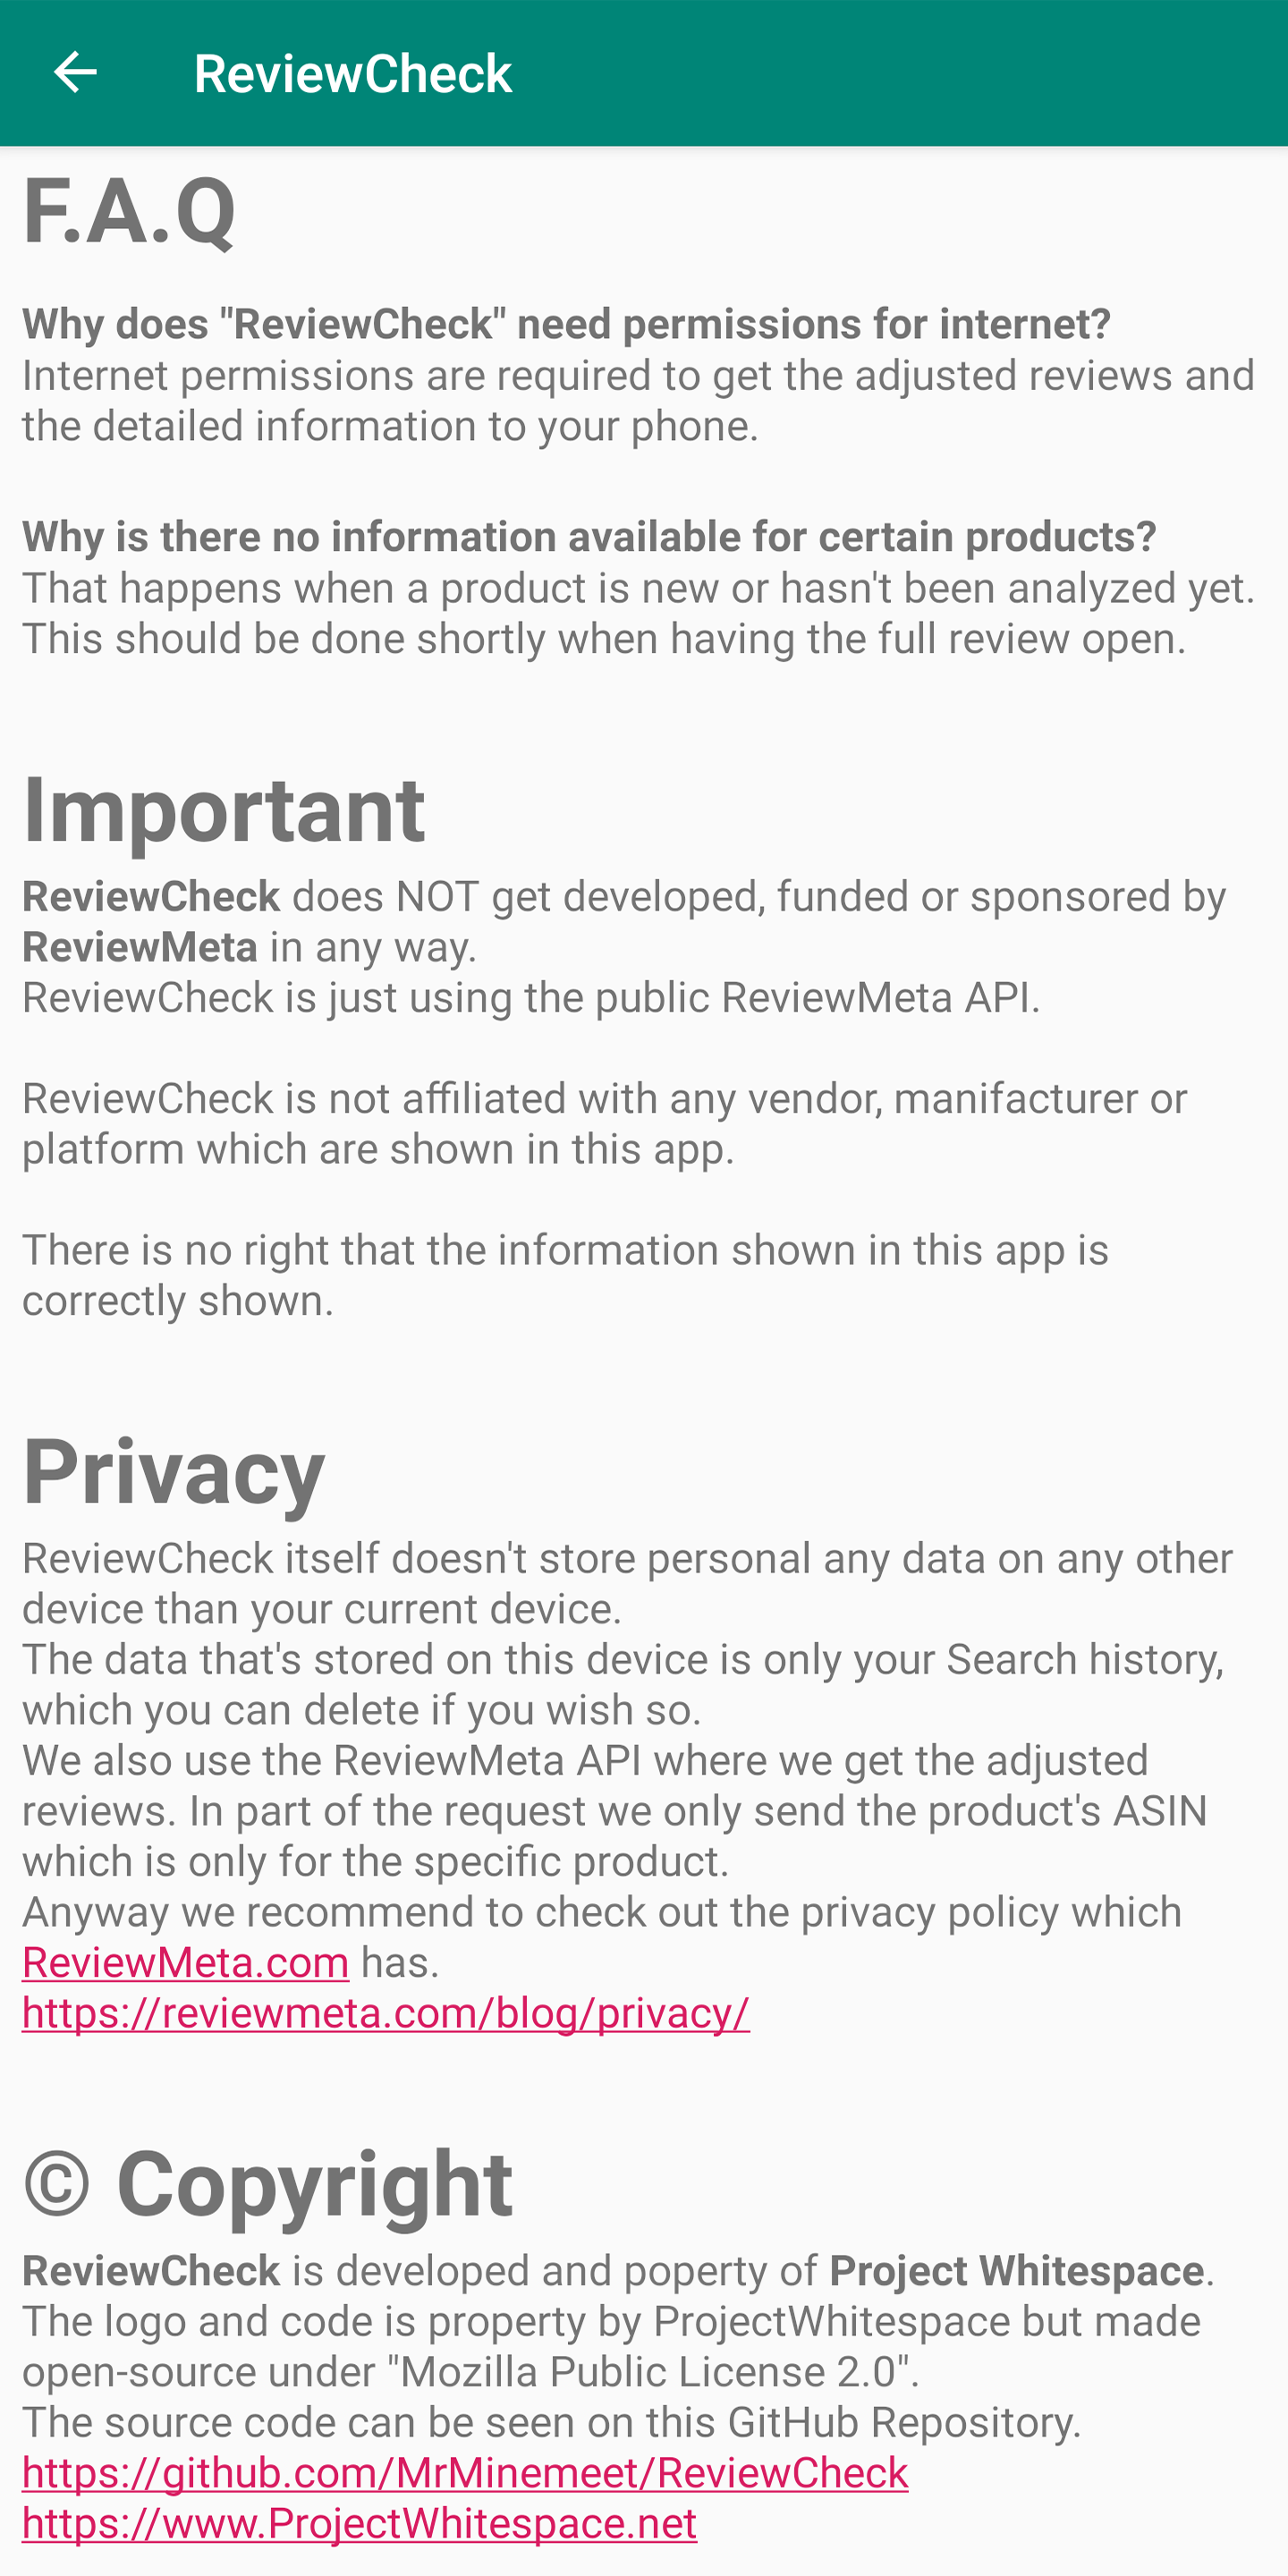 ReviewCheck
F.A.Q
Why does "ReviewCheck" need permissions for internet?
Internet permissions are required to get the adjusted reviews and
the detailed information to your phone.
Why is there no information available for certain products?
That happens when a product is new or hasn't been analyzed yet.
This should be done shortly when having the full review open.
Important
ReviewCheck does NOT get developed, funded or sponsored by
ReviewMeta in any way.
ReviewCheck is just using the public ReviewMeta API.
ReviewCheck is not affiliated with any vendor, manifacturer or
platform which are shown in this app.
There is no right that the information shown in this app is
correctly shown.
Privacy
ReviewCheck itself doesn't store personal any data on any other
device than your current device.
The data that's stored on this device is only your Search history,
which you can delete if you wish so.
We also use the ReviewMeta API where we get the adjusted
reviews. In part of the request we only send the product's ASIN
which is only for the specific product.
Anyway we recommend to check out the privacy policy which
ReviewMeta.com has.
https://reviewmeta.com/blog/privacy/
© Copyright
ReviewCheck is developed and poperty of Project Whitespace.
The logo and code is property by ProjectWhitespace but made
open-source under "Mozilla Public License 2.0".
The source code can be seen on this GitHub Repository.
https://github.com/MrMinemeet/ReviewCheck
https://www.ProjectWhitespace.net